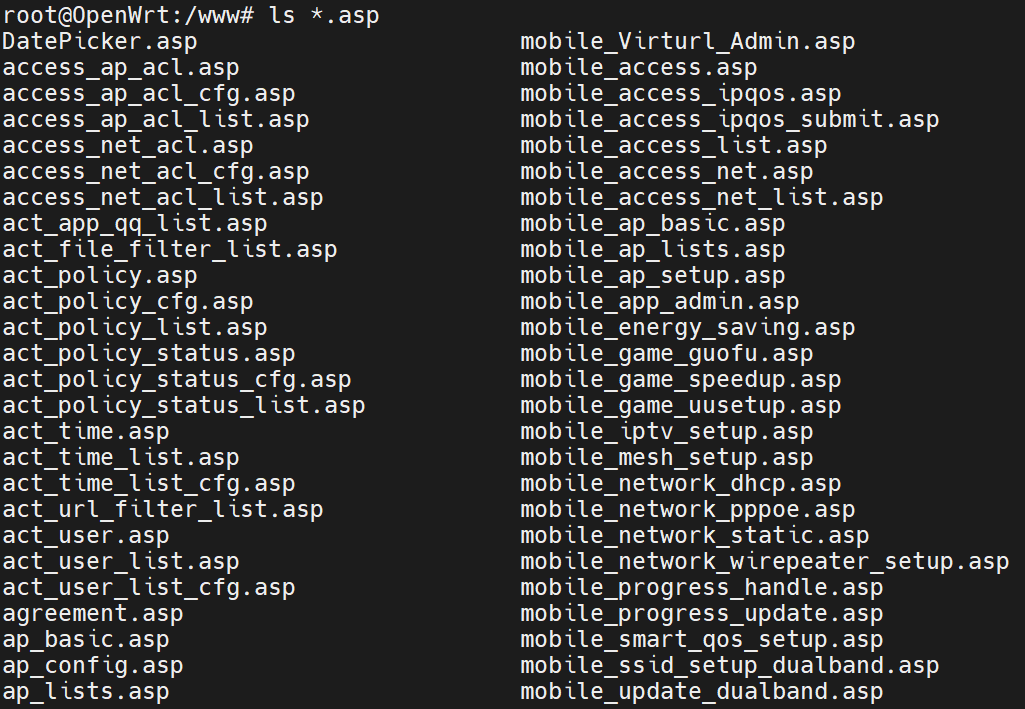 root@OpenWrt:/www# ls *.asp
DatePicker.asp mobile_Virturl_Admin.asp
access_ap_acl.asp mobile_access.asp
access_ap_acl_cfg.asp mobile_access_ipqos.asp
access_ap_acl_list.asp mobile_access_ipqos_submit.asp
access_net_acl.asp mobile_access_list.asp
access_net_acl_cfg.asp mobile_access_net.asp
access_net_acl_list.asp mobile_access_net_list.asp
act_app_qq_list.asp mobile_ap_basic.asp
act_file_filter_list.asp mobile_ap_lists.asp
act_policy.asp mobile_ap_setup.asp
act_policy_cfg.asp mobile_app_admin.asp
act_policy_list.asp mobile_energy_saving.asp
act_policy_status.asp mobile_game_guofu.asp
act_policy_status_cfg.asp mobile_game_speedup.asp
act_policy_status_list.asp mobile_game_uusetup.asp
act_time.asp mobile_iptv_setup.asp
act_time_list.asp mobile_mesh_setup.asp
act_time_list_cfg.asp mobile_network_dhcp.asp
act_url_filter_list.asp mobile_network_pppoe.asp
act_user.asp mobile_network_static.asp
act_user_list.asp mobile_network_wirepeater_setup.asp
act_user_list_cfg.asp mobile_progress_handle.asp
agreement.asp mobile_progress_update.asp
ap_basic.asp mobile_smart_qos_setup.asp
ap_config.asp mobile_ssid_setup_dualband.asp
ap_lists.asp mobile_update_dualband.asp